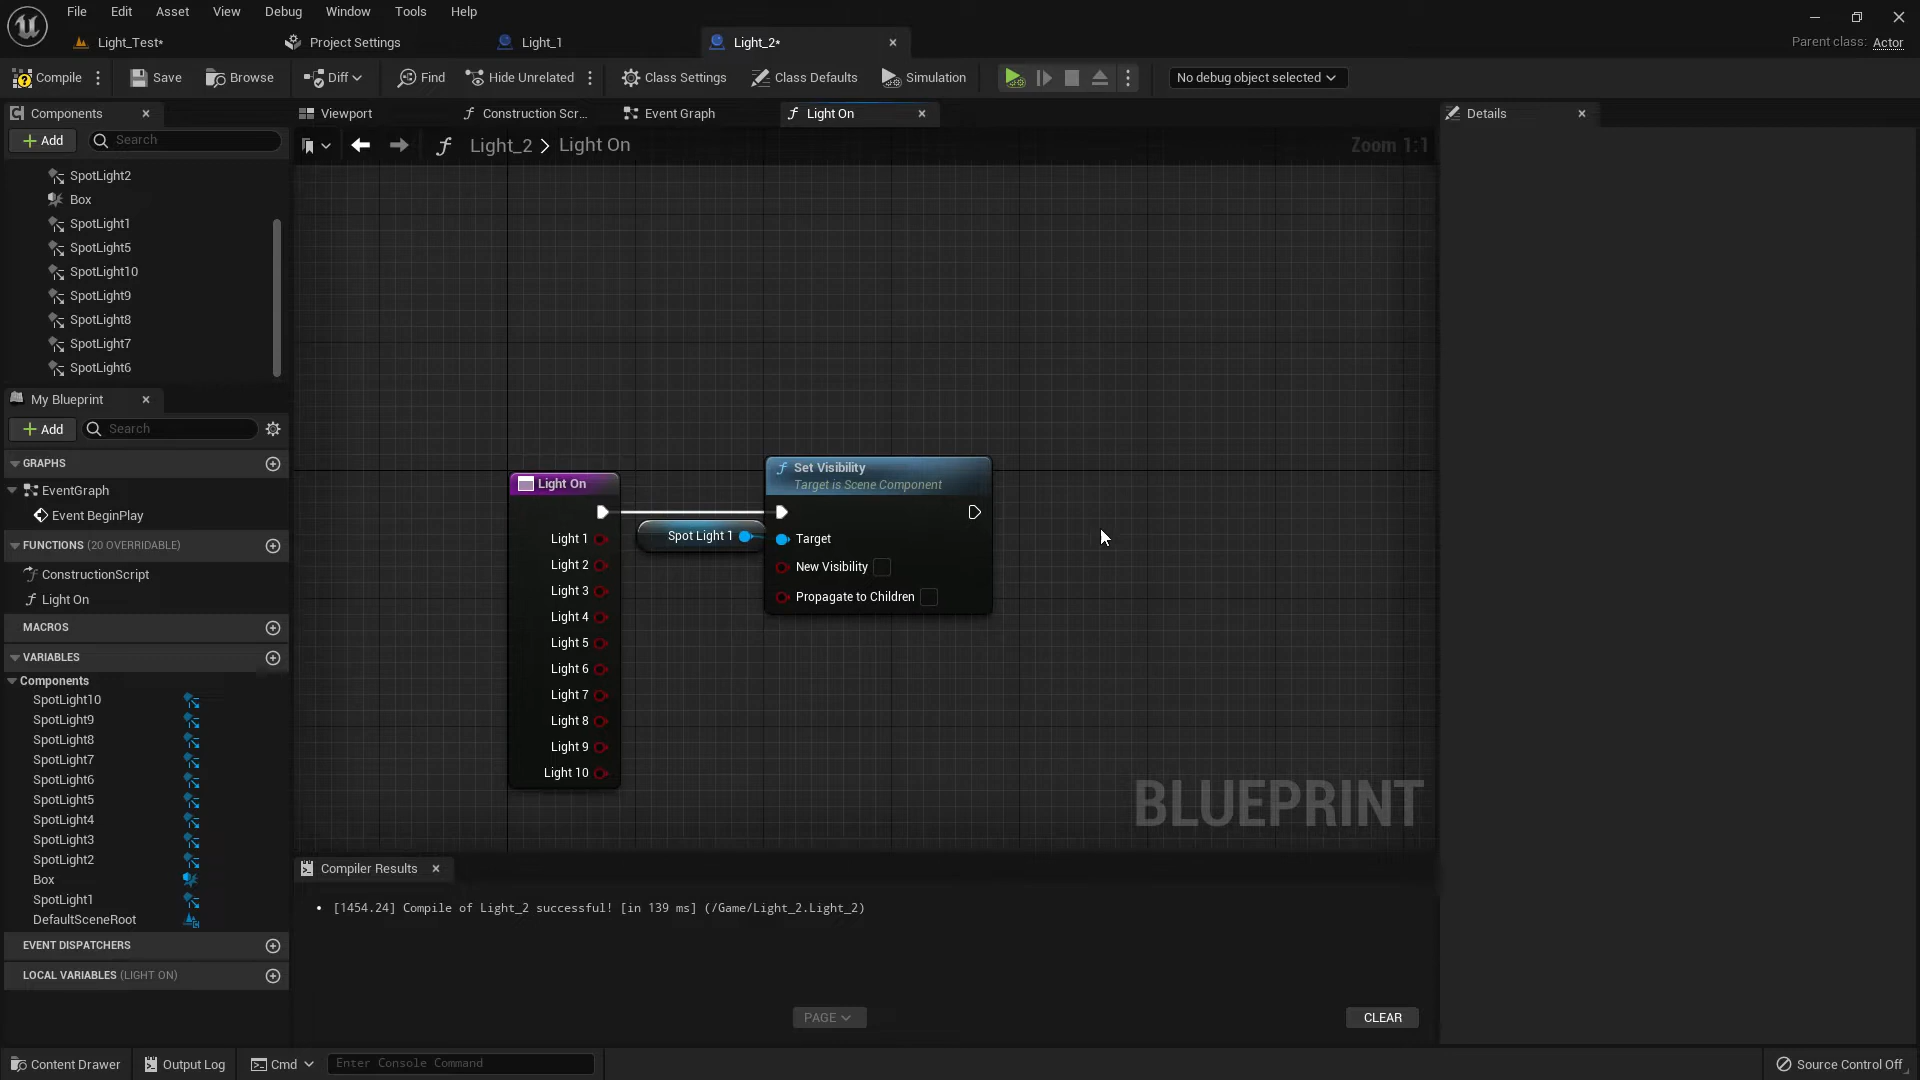 File Edit Asset View Debug Window Tools Help
Light_Test* Project Settings Light_1 Light_2*
Parent class: Actor
Compile Save Browse Diff Find Hide Unrelated Class Settings Class Defaults Simulation No debug object selected
Components
Viewport Construction Scr... Event Graph Light On
Details
Add Search
Light_2 > Light On
Zoom 1:1
SpotLight2
Box
SpotLight1
SpotLight5
SpotLight10
SpotLight9
SpotLight8
SpotLight7
SpotLight6
My Blueprint
Add Search
GRAPHS
EventGraph
Event BeginPlay
FUNCTIONS (20 OVERRIDABLE)
ConstructionScript
Light On
MACROS
VARIABLES
Components
SpotLight10
SpotLight9
SpotLight8
SpotLight7
SpotLight6
SpotLight5
SpotLight4
SpotLight3
SpotLight2
Box
SpotLight1
DefaultSceneRoot
EVENT DISPATCHERS
LOCAL VARIABLES (LIGHT ON)
Light On
Light 1
Light 2
Light 3
Light 4
Light 5
Light 6
Light 7
Light 8
Light 9
Light 10
Spot Light 1
Set Visibility
Target is Scene Component
Target
New Visibility
Propagate to Children
BLUEPRINT
Compiler Results
[1454.24] Compile of Light_2 successful! [in 139 ms] (/Game/Light_2.Light_2)
PAGE
CLEAR
Content Drawer Output Log Cmd Enter Console Command
Source Control Off